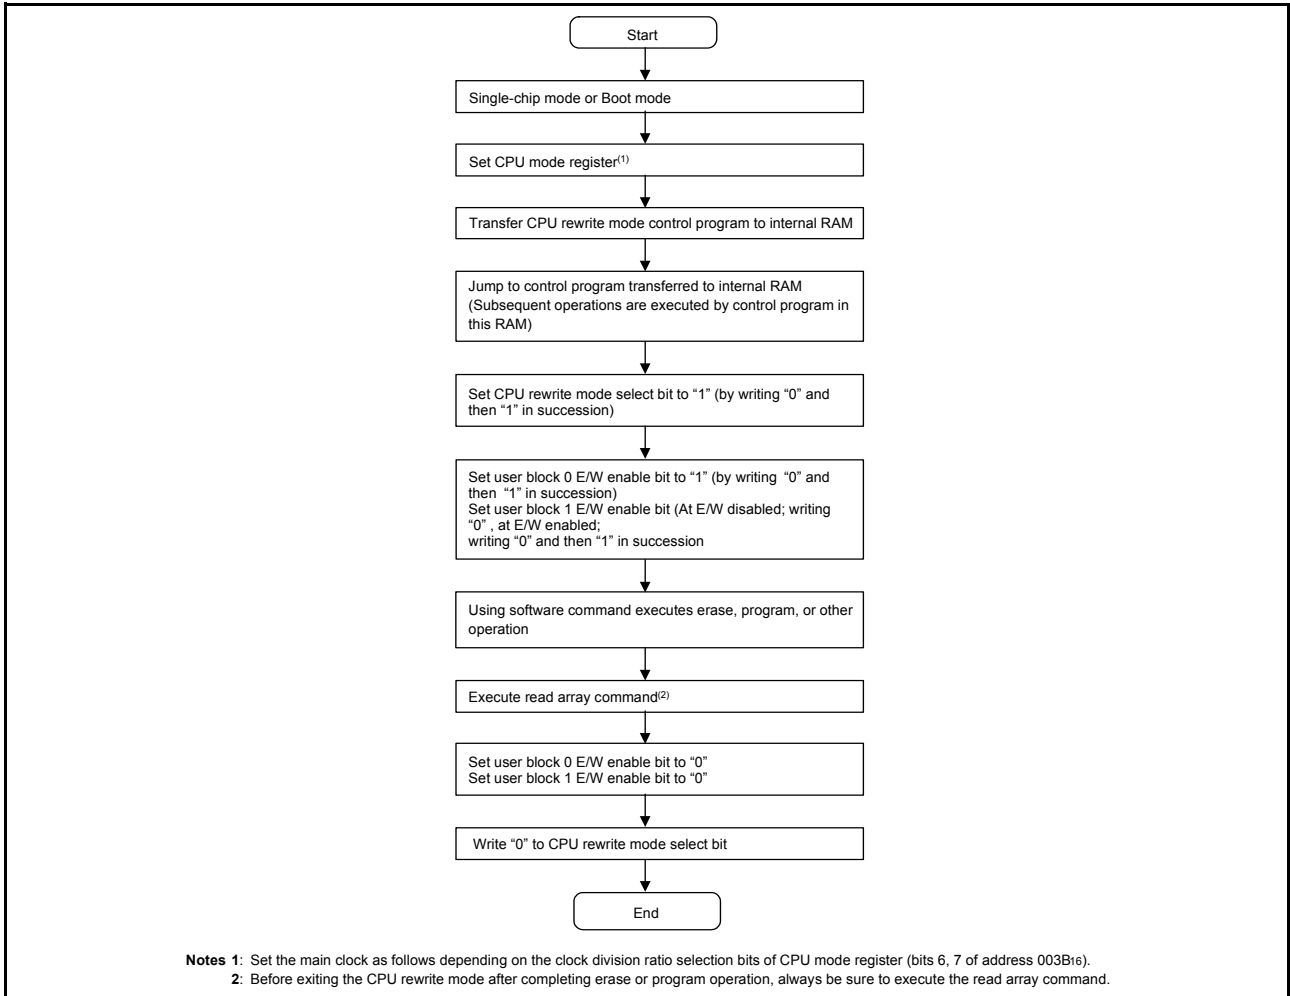 Start
Single-chip mode or Boot mode
Set CPU mode register(1)
Transfer CPU rewrite mode control program to internal RAM
Jump to control program transferred to internal RAM
(Subsequent operations are executed by control program in
this RAM)
Set CPU rewrite mode select bit to “1” (by writing “0” and
then “1” in succession)
Set user block 0 E/W enable bit to “1” (by writing “0” and
then “1” in succession)
Set user block 1 E/W enable bit (At E/W disabled; writing
“0” , at E/W enabled;
writing “0” and then “1” in succession
Using software command executes erase, program, or other
operation
Execute read array command(2)
Set user block 0 E/W enable bit to “0”
Set user block 1 E/W enable bit to “0”
Write “0” to CPU rewrite mode select bit
End
Notes 1: Set the main clock as follows depending on the clock division ratio selection bits of CPU mode register (bits 6, 7 of address 003B16).
2: Before exiting the CPU rewrite mode after completing erase or program operation, always be sure to execute the read array command.